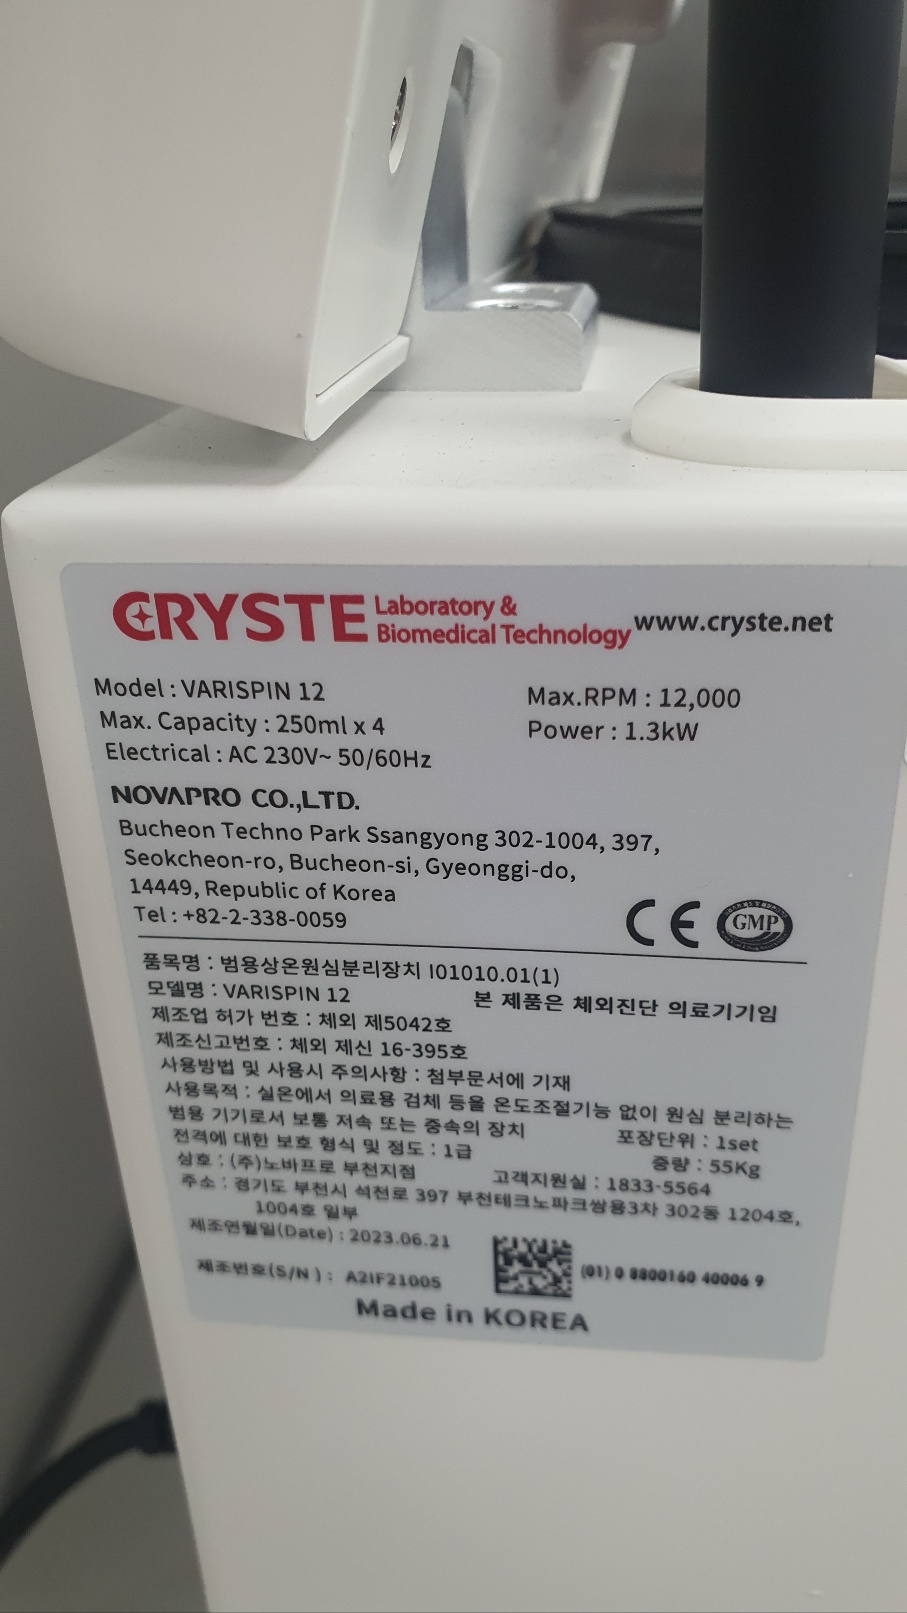 CRYSTE Laboratory & Biomedical Technology www.cryste.net
Model : VARISPIN 12 Max.RPM : 12,000
Max. Capacity : 250ml x 4 Power : 1.3kW
Electrical : AC 230V~ 50/60Hz
NOVAPRO CO.,LTD.
Bucheon Techno Park Ssangyong 302-1004, 397,
Seokcheon-ro, Bucheon-si, Gyeonggi-do,
14449, Republic of Korea
Tel : +82-2-338-0059
CE GMP
품목명 : 범용상온원심분리장치 I01010.01(1)
모델명 : VARISPIN 12 본 제품은 체외진단 의료기기임
제조업 허가 번호 : 체외 제5042호
제조신고번호 : 체외 제신 16-395호
사용방법 및 사용시 주의사항 : 첨부문서에 기재
사용목적 : 실온에서 의료용 검체 등을 온도조절기능 없이 원심 분리하는
범용 기기로서 보통 저속 또는 중속의 장치 포장단위 : 1set
전격에 대한 보호 형식 및 정도 : 1급 중량 : 55Kg
상호 : (주)노바프로 부천지점 고객지원실 : 1833-5564
주소 : 경기도 부천시 석천로 397 부천테크노파크쌍용3차 302동 1204호,
1004호 일부
제조연월일(Date) : 2023.06.21
제조번호(S/N ) : A2IF21005 (01) 0 8800160 40006 9
Made in KOREA